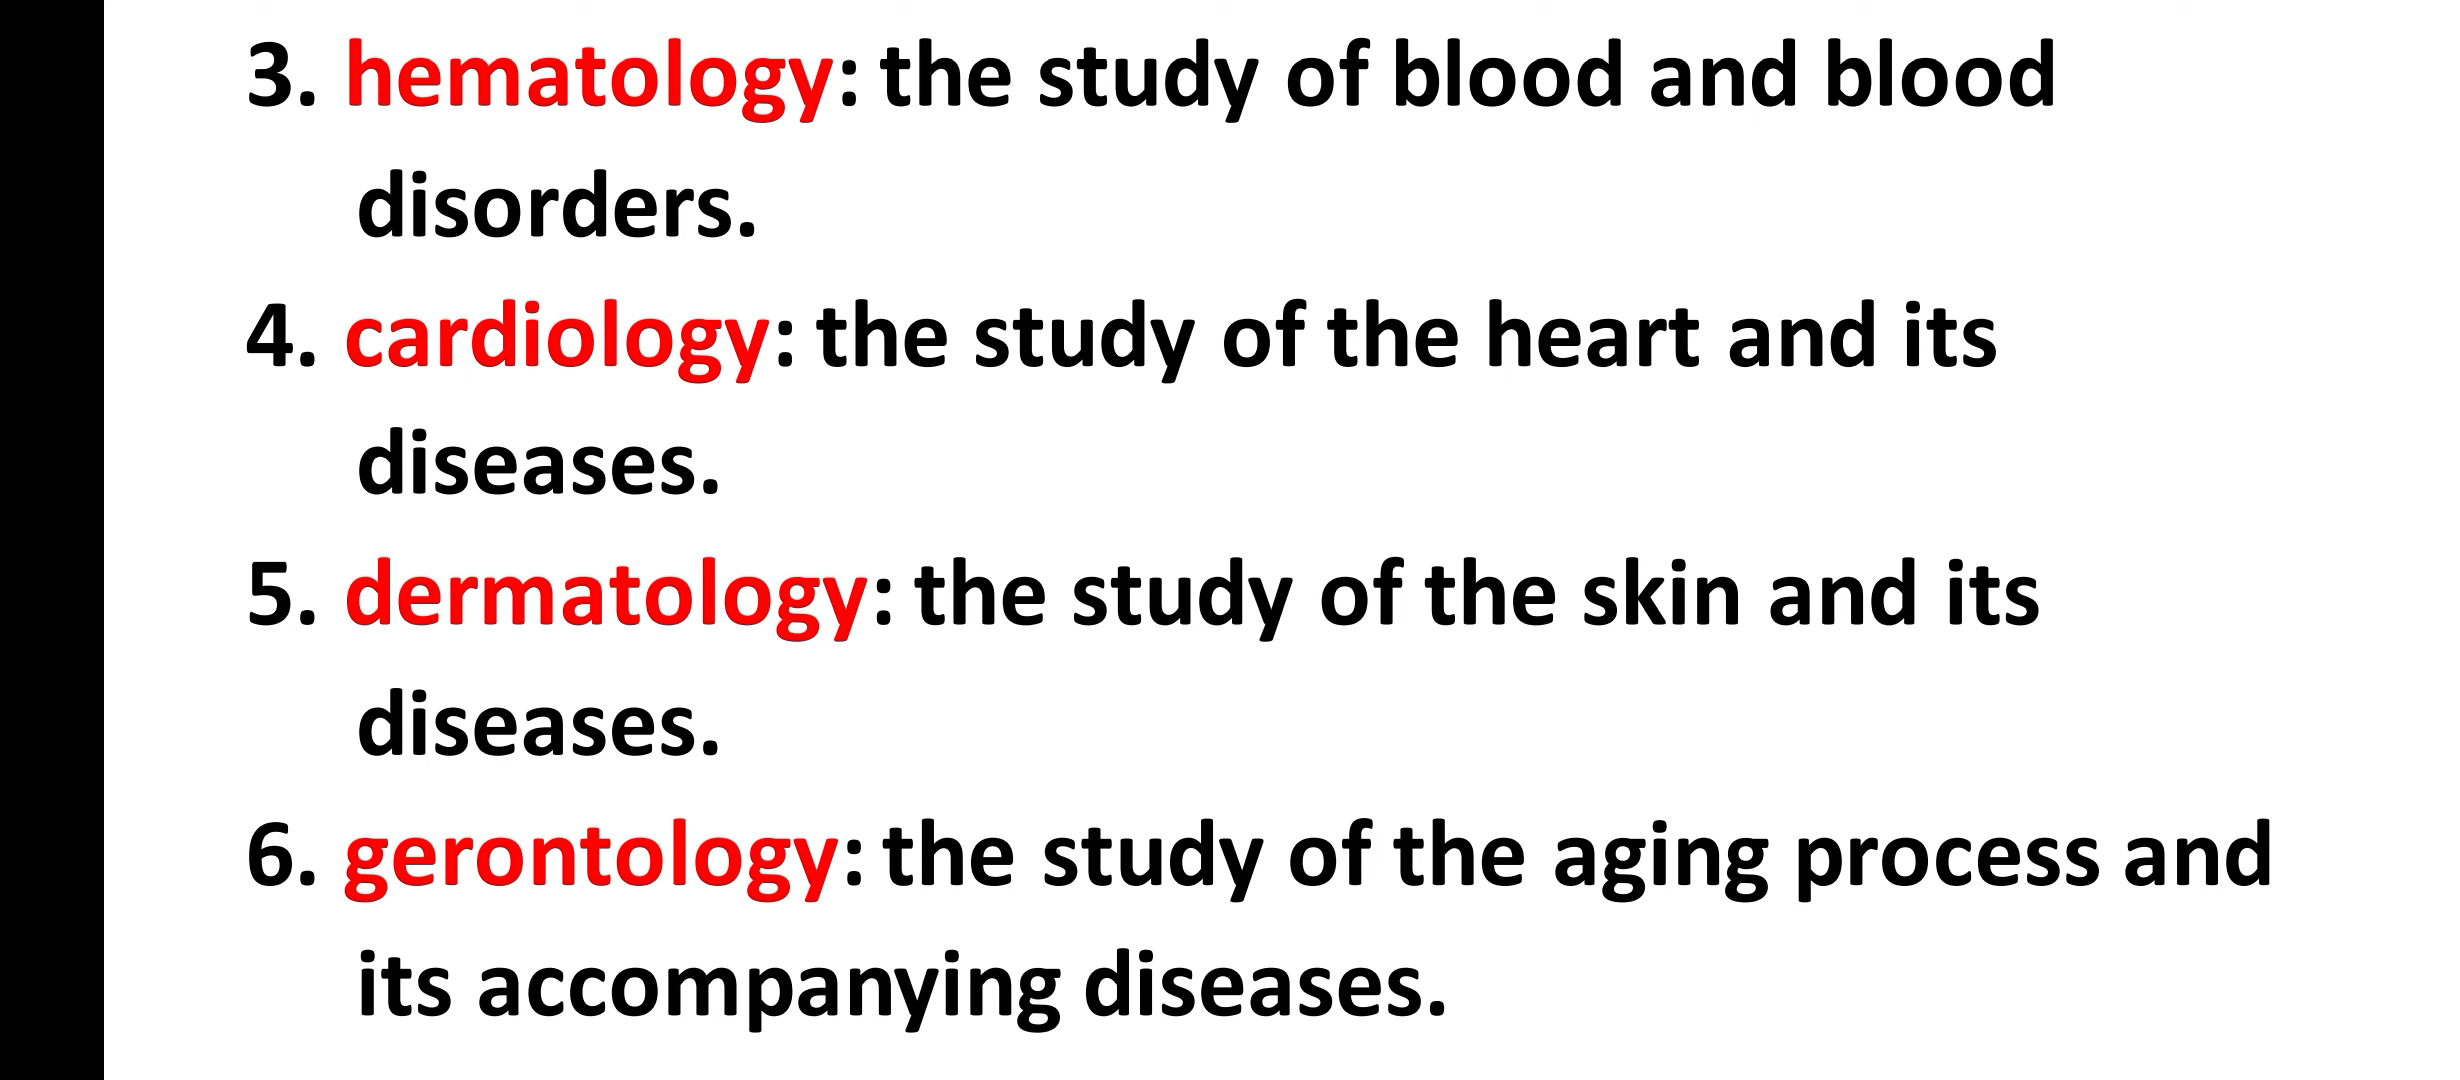 3. hematology: the study of blood and blood
disorders.
4. cardiology: the study of the heart and its
diseases.
5. dermatology: the study of the skin and its
diseases.
6. gerontology: the study of the aging process and
its accompanying diseases.